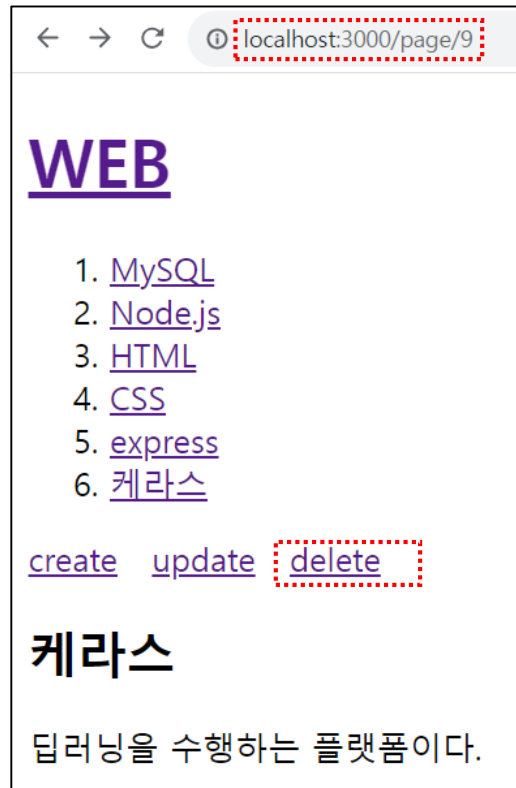 localhost:3000/page/9
WEB
1. MySQL
2. Node.js
3. HTML
4. CSS
5. express
6. 케라스
create update delete
케라스
딥러닝을 수행하는 플랫폼이다.